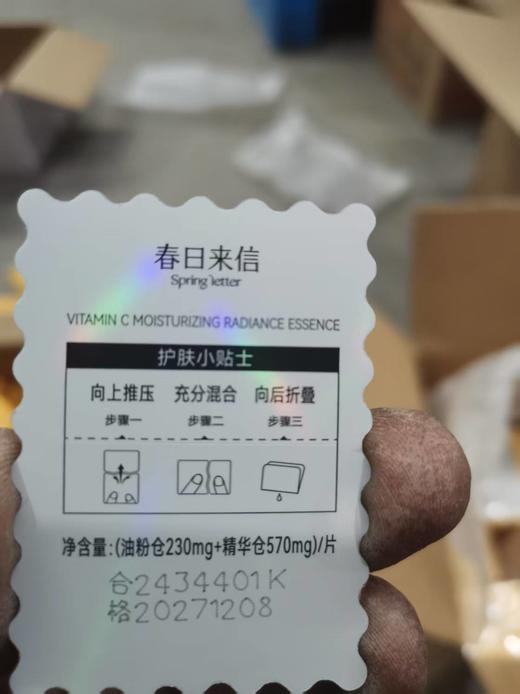 春日来信
Spring letter
VITAMIN C MOISTURIZING RADIANCE ESSENCE
护肤小贴士
向上推压 充分混合 向后折叠
步骤一 步骤二 步骤三
净含量:(油粉仓230mg+精华仓570mg)/片
合2434401K
格20271208